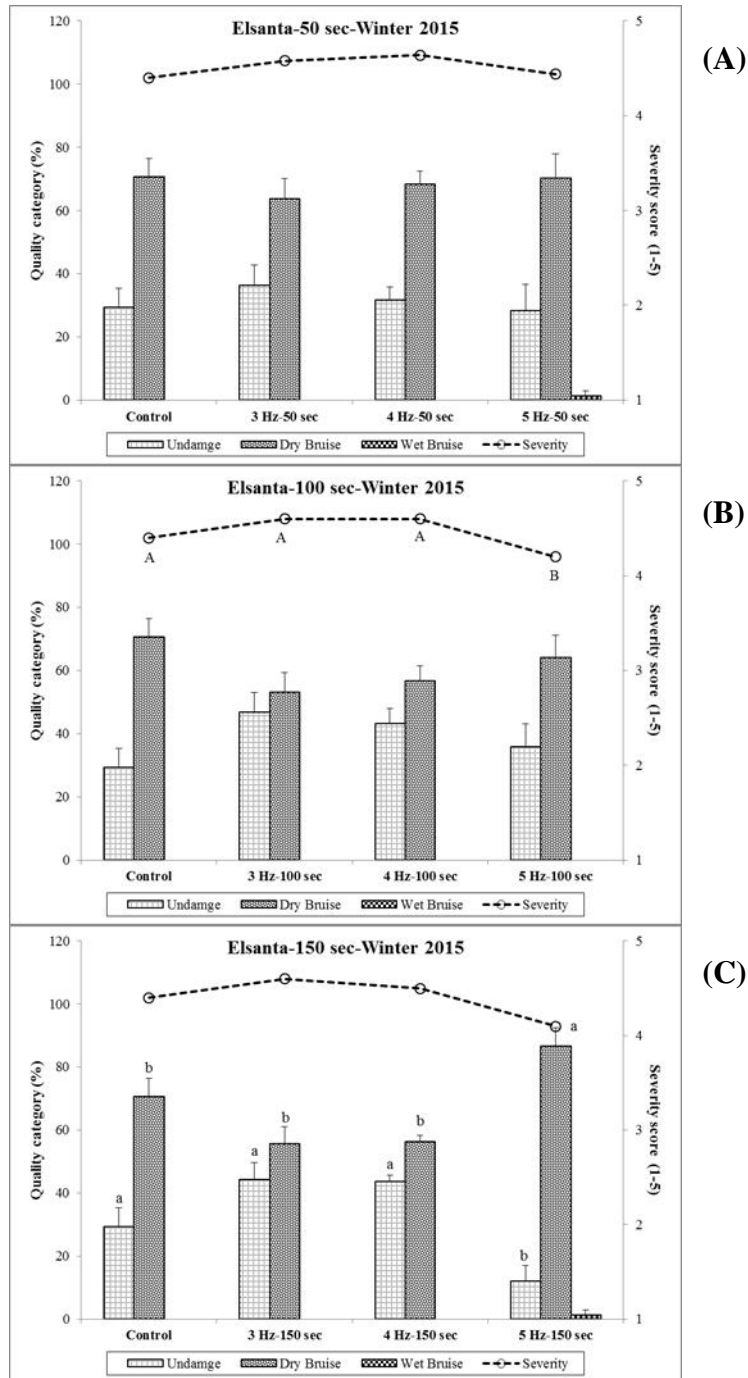 Elsanta-50 sec-Winter 2015
(A)
Quality category (%)
120
100
80
60
40
20
0
5
4
3
2
1
Severity score (1-5)
Control 3 Hz-50 sec 4 Hz-50 sec 5 Hz-50 sec
Undamge Dry Bruise Wet Bruise Severity
Elsanta-100 sec-Winter 2015
(B)
Quality category (%)
120
100
80
60
40
20
0
A A A B
5
4
3
2
1
Severity score (1-5)
Control 3 Hz-100 sec 4 Hz-100 sec 5 Hz-100 sec
Undamge Dry Bruise Wet Bruise Severity
Elsanta-150 sec-Winter 2015
(C)
Quality category (%)
120
100
80
60
40
20
0
a b a b a b b a
5
4
3
2
1
Severity score (1-5)
Control 3 Hz-150 sec 4 Hz-150 sec 5 Hz-150 sec
Undamge Dry Bruise Wet Bruise Severity